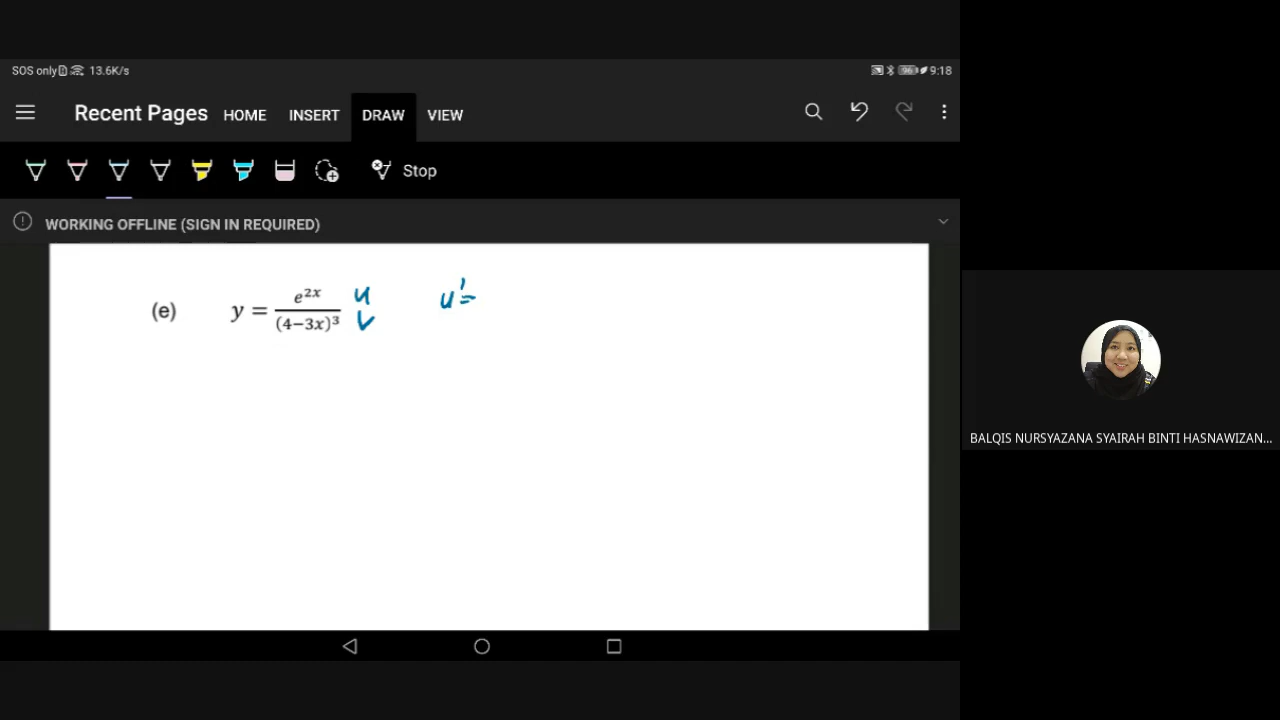 SOS only 13.6K/s 96 9:18
Recent Pages HOME INSERT DRAW VIEW
Stop
WORKING OFFLINE (SIGN IN REQUIRED)
(e) y = e^{2x} / (4−3x)^3 u v u' =
BALQIS NURSYAZANA SYAIRAH BINTI HASNAWIZAN...